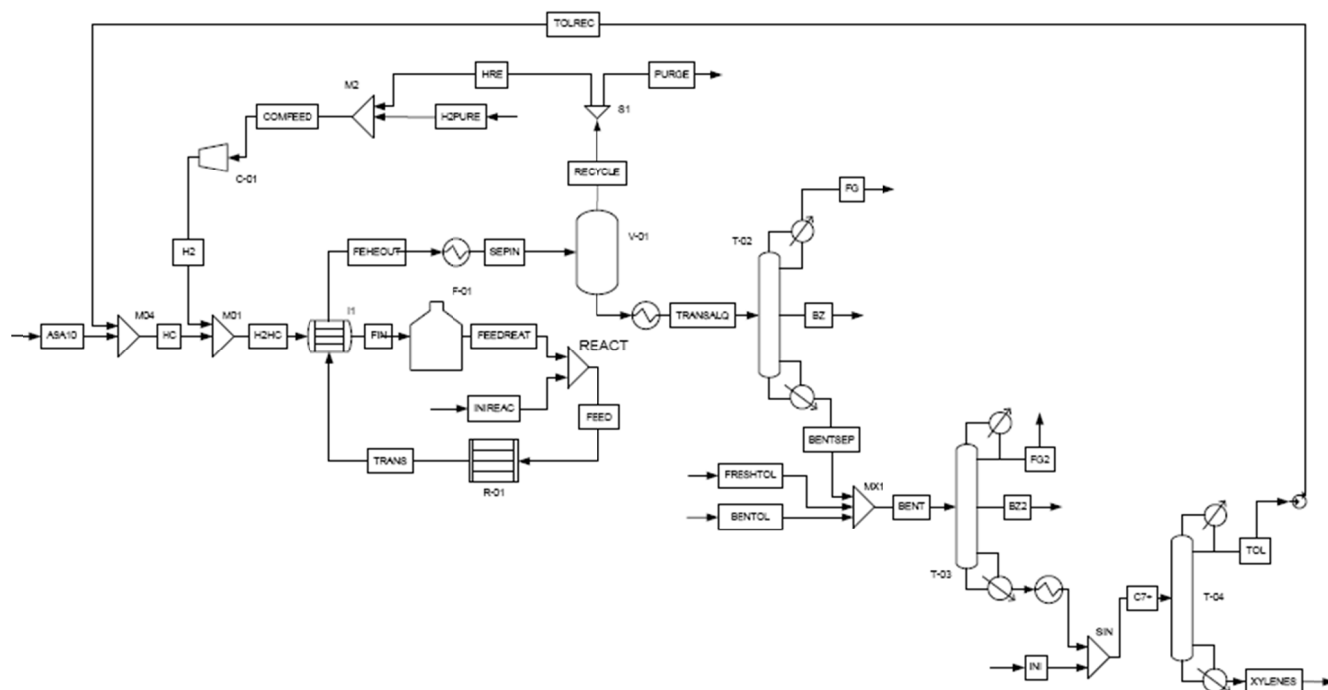 TOLREC
HRE
PURGE
M2
S1
COMFEED
H2PURE
C-01
RECYCLE
FG
V-01
T-02
H2
FEHEOUT
SEPIN
F-01
M04
M01
I1
ASA10
HC
H2HC
FIN
FEEDREAT
TRANSALQ
BZ
REACT
INIREAC
FEED
TRANS
R-01
BENTSEP
FG2
FRESHTOL
MX1
BENT
BZ2
BENTOL
TOL
T-03
C7+
T-04
SIN
INI
XYLENES